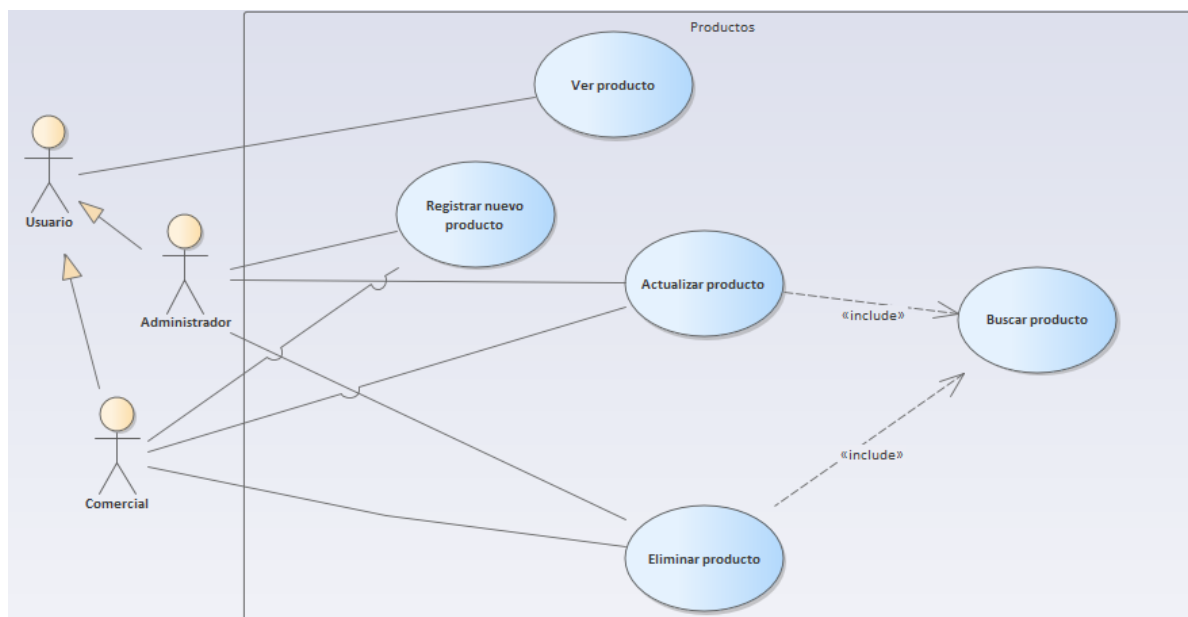 Productos
Ver producto
Usuario
Registrar nuevo
producto
Administrador
Actualizar producto
«include»
Buscar producto
Comercial
«include»
Eliminar producto